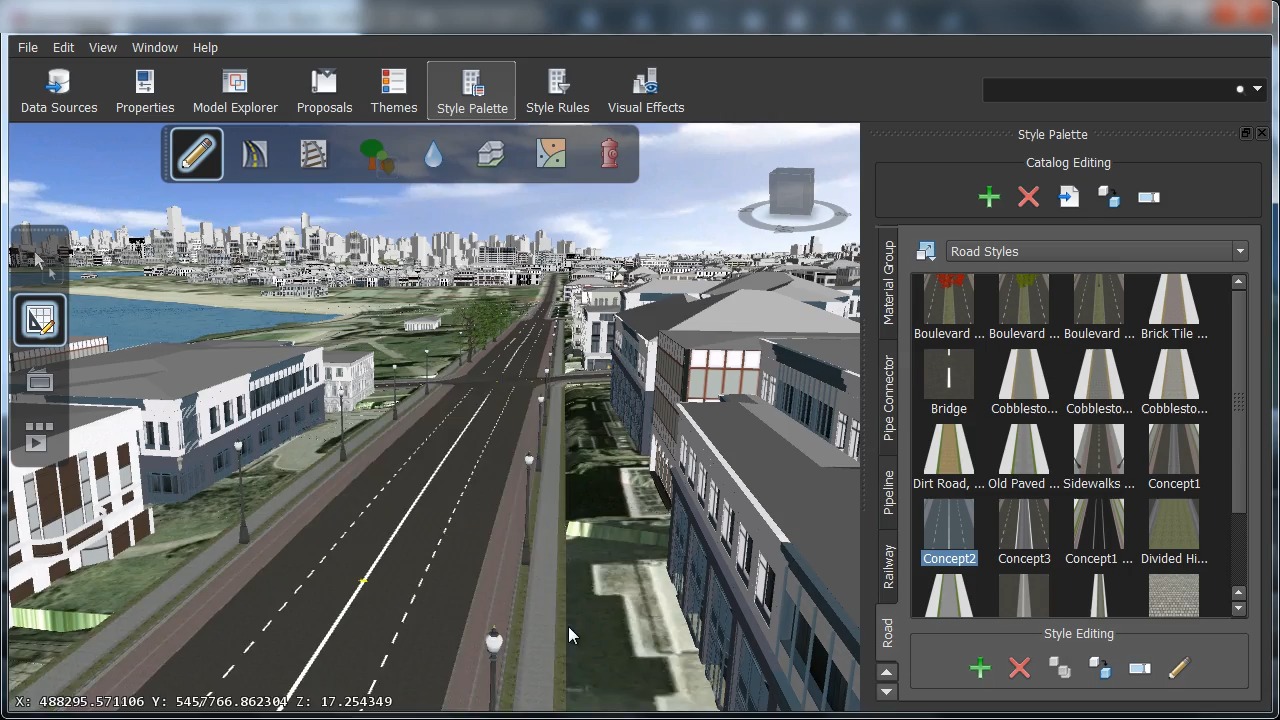 File Edit View Window Help
Data Sources Properties Model Explorer Proposals Themes Style Palette Style Rules Visual Effects
Style Palette
Catalog Editing
Material Group
Pipe Connector
Pipeline
Railway
Road
Road Styles
Boulevard ... Boulevard ... Boulevard ... Brick Tile ...
Bridge Cobblesto... Cobblesto... Cobblesto...
Dirt Road, ... Old Paved ... Sidewalks ... Concept1
Concept2 Concept3 Concept1 ... Divided Hi...
Style Editing
X: 488295.571106 Y: 5457766.862304 Z: 17.254349